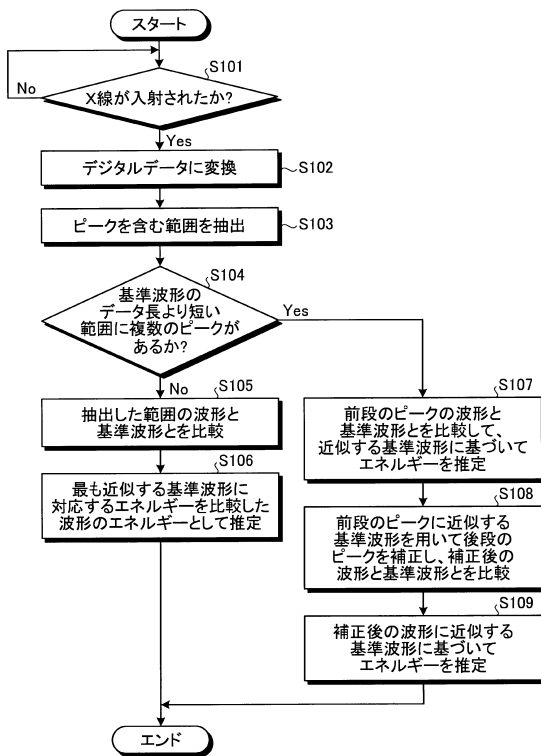 スタート
S101
X線が入射されたか?
No
Yes
デジタルデータに変換
S102
ピークを含む範囲を抽出
S103
S104
基準波形の
データ長より短い
範囲に複数のピークが
あるか?
Yes
No
S105
抽出した範囲の波形と
基準波形とを比較
S106
最も近似する基準波形に
対応するエネルギーを比較した
波形のエネルギーとして推定
S107
前段のピークの波形と
基準波形とを比較して、
近似する基準波形に基づいて
エネルギーを推定
S108
前段のピークに近似する
基準波形を用いて後段の
ピークを補正し、補正後の
波形と基準波形とを比較
S109
補正後の波形に近似する
基準波形に基づいて
エネルギーを推定
エンド